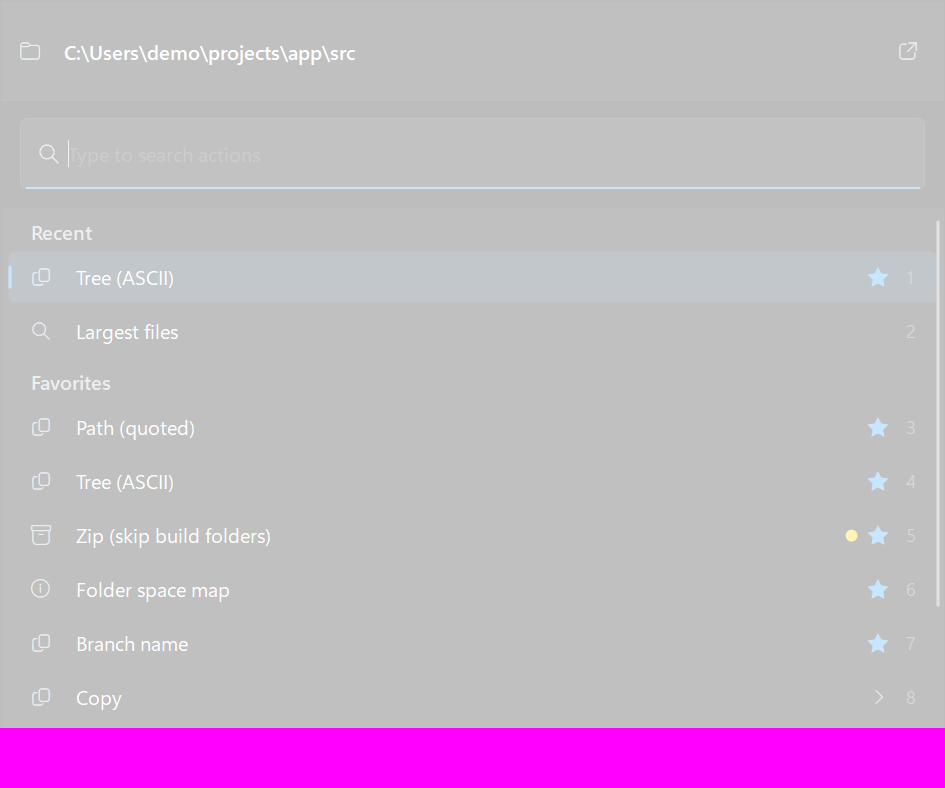 C:\Users\demo\projects\app\src
Type to search actions
Recent
Tree (ASCII) 1
Largest files 2
Favorites
Path (quoted) 3
Tree (ASCII) 4
Zip (skip build folders) 5
Folder space map 6
Branch name 7
Copy 8